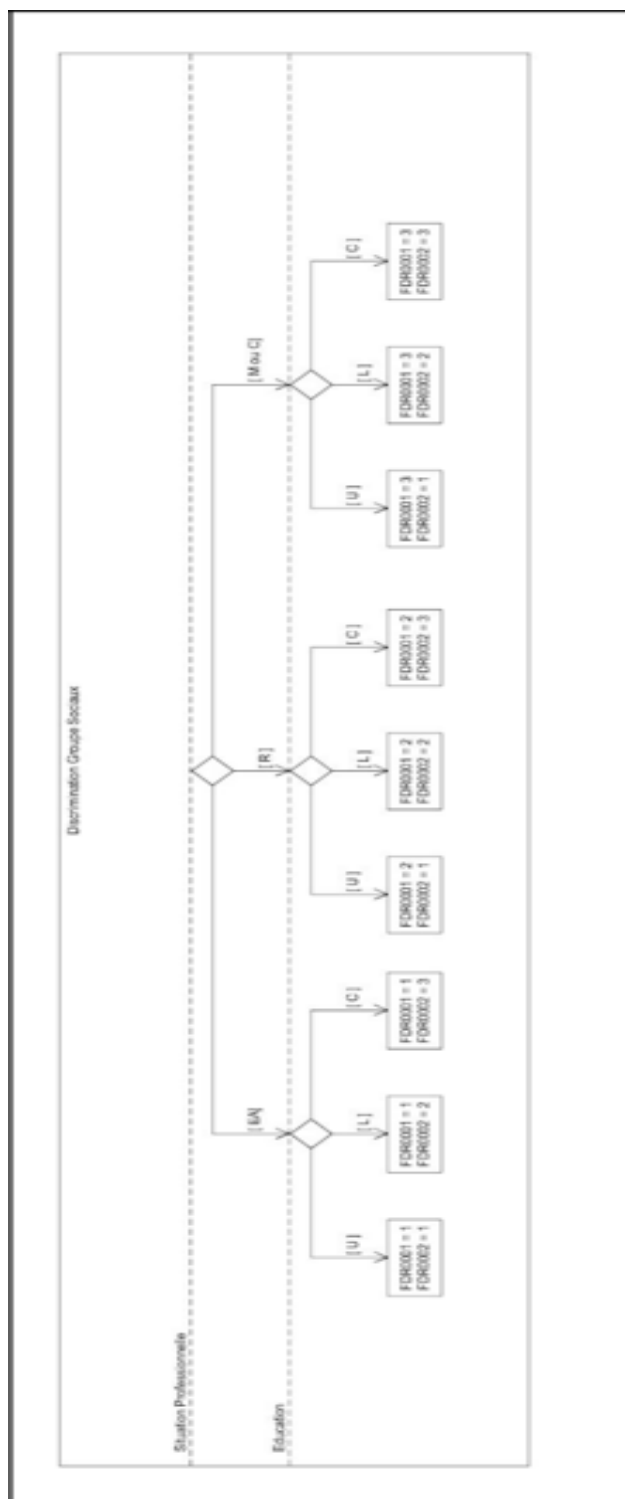 Discrimination Groupe Sociaux
Situation Professionnelle
[ R ]
[ M ou C]
Education
[ U ]
[ L ]
[ C ]
[ U ]
[ L ]
[ C ]
[ U ]
[ L ]
[ C ]
FDR0001 = 1
FDR0002 = 1
FDR0001 = 1
FDR0002 = 2
FDR0001 = 1
FDR0002 = 3
FDR0001 = 2
FDR0002 = 1
FDR0001 = 2
FDR0002 = 2
FDR0001 = 2
FDR0002 = 3
FDR0001 = 3
FDR0002 = 1
FDR0001 = 3
FDR0002 = 2
FDR0001 = 3
FDR0002 = 3